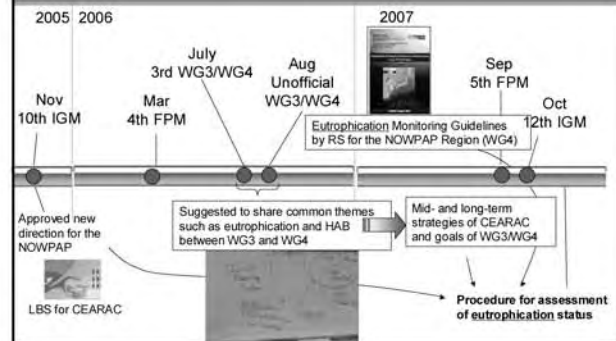 2005
2006
2007
July
3rd WG3/WG4
Aug
Unofficial
WG3/WG4
Sep
5th FPM
Nov
10th IGM
Mar
4th FPM
Oct
12th IGM
Eutrophication Monitoring Guidelines
by RS for the NOWPAP Region (WG4)
Approved new
direction for the
NOWPAP
Suggested to share common themes
such as eutrophication and HAB
between WG3 and WG4
Mid- and long-term
strategies of CEARAC
and goals of WG3/WG4
LBS for CEARAC
Procedure for assessment
of eutrophication status